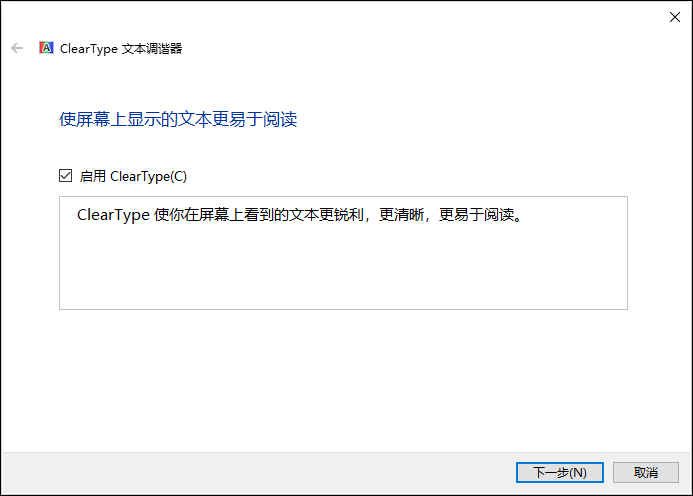 ClearType 文本调谐器
使屏幕上显示的文本更易于阅读
启用 ClearType(C)
ClearType 使你在屏幕上看到的文本更锐利，更清晰，更易于阅读。
下一步(N)
取消